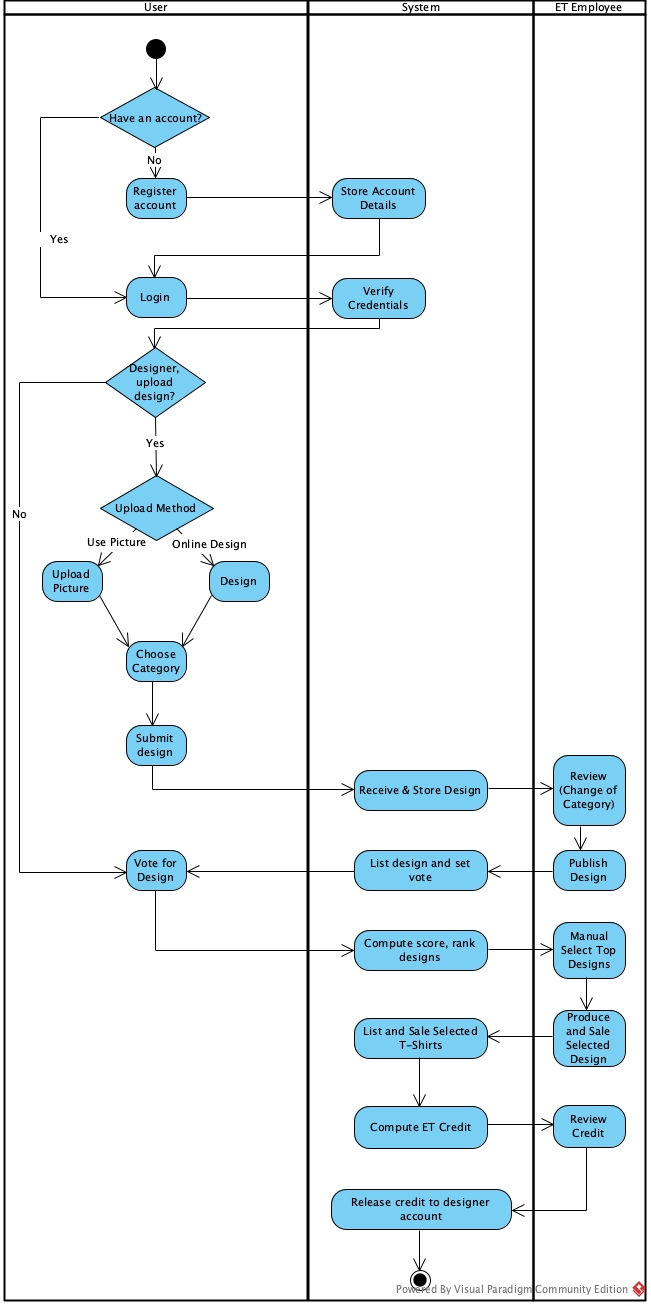 User
System
ET Employee
Have an account?
No
Register
account
Store Account
Details
Yes
Login
Verify
Credentials
Designer,
upload
design?
Yes
Upload Method
No
Use Picture
Online Design
Upload
Picture
Design
Choose
Category
Submit
design
Receive & Store Design
Review
(Change of
Category)
Vote for
Design
List design and set
vote
Publish
Design
Compute score, rank
designs
Manual
Select Top
Designs
List and Sale Selected
T-Shirts
Produce
and Sale
Selected
Design
Compute ET Credit
Review
Credit
Release credit to designer
account
Powered By Visual Paradigm Community Edition